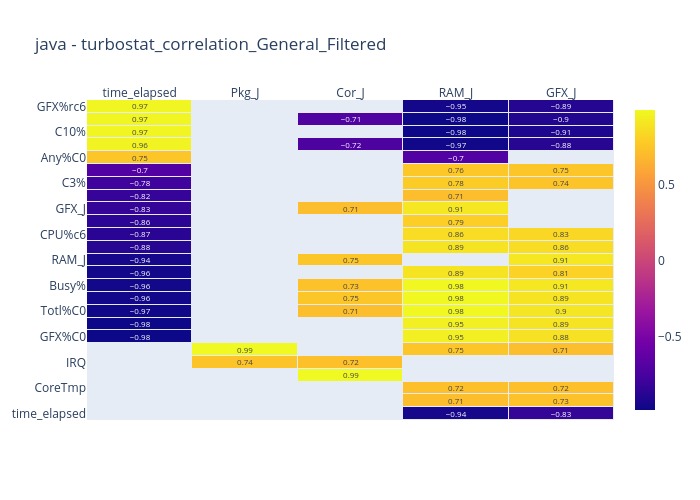 java - turbostat_correlation_General_Filtered
time_elapsed Pkg_J Cor_J RAM_J GFX_J
GFX%rc6 0.97 −0.95 −0.89
0.97 −0.71 −0.98 −0.9
C10% 0.97 −0.98 −0.91
0.96 −0.72 −0.97 −0.88
Any%C0 0.75 −0.7
−0.7 0.76 0.75
C3% −0.78 0.78 0.74
−0.82 0.71
GFX_J −0.83 0.71 0.91
−0.86 0.79
CPU%c6 −0.87 0.86 0.83
−0.88 0.89 0.86
RAM_J −0.94 0.75 0.91
−0.96 0.89 0.81
Busy% −0.96 0.73 0.98 0.91
−0.96 0.75 0.98 0.89
Totl%C0 −0.97 0.71 0.98 0.9
−0.98 0.95 0.89
GFX%C0 −0.98 0.95 0.88
0.99 0.75 0.71
IRQ 0.74 0.72
0.99
CoreTmp 0.72 0.72
0.71 0.73
time_elapsed −0.94 −0.83
0.5
0
−0.5